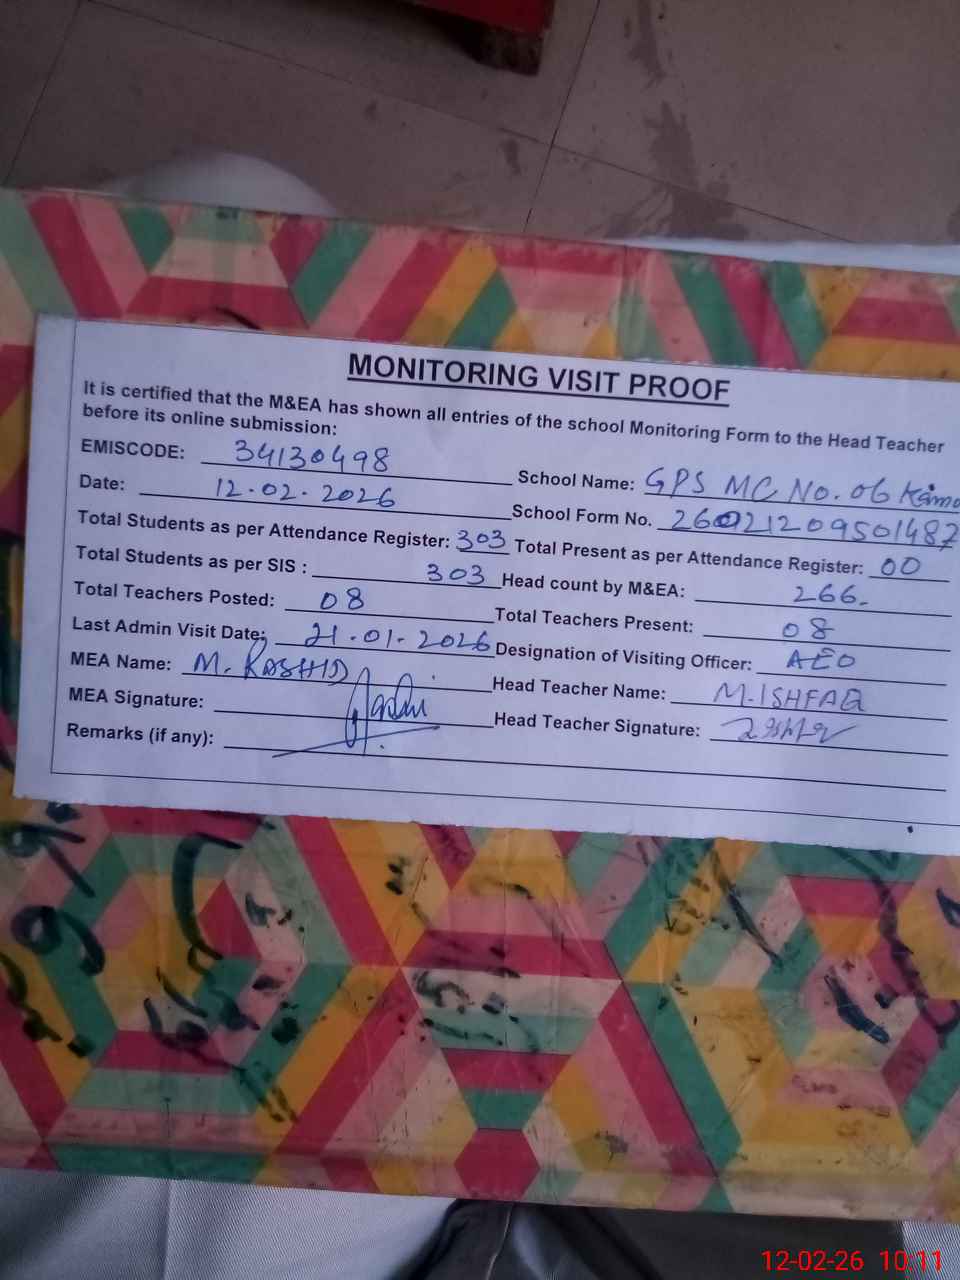 MONITORING VISIT PROOF
It is certified that the M&EA has shown all entries of the school Monitoring Form to the Head Teacher
before its online submission:
EMISCODE: 34130498 School Name: GPS MC No. 06
Date: 12.02.2026 School Form No.
Total Students as per Attendance Register: 303 Total Present as per Attendance Register: 00
Total Students as per SIS : 303 Head count by M&EA: 266.
Total Teachers Posted: 08 Total Teachers Present: 08
Last Admin Visit Date: 21.01.2026 Designation of Visiting Officer: AEO
MEA Name: M. RASHID Head Teacher Name: M.ISHFAQ
MEA Signature: Head Teacher Signature:
Remarks (if any):
12-02-26 10:11